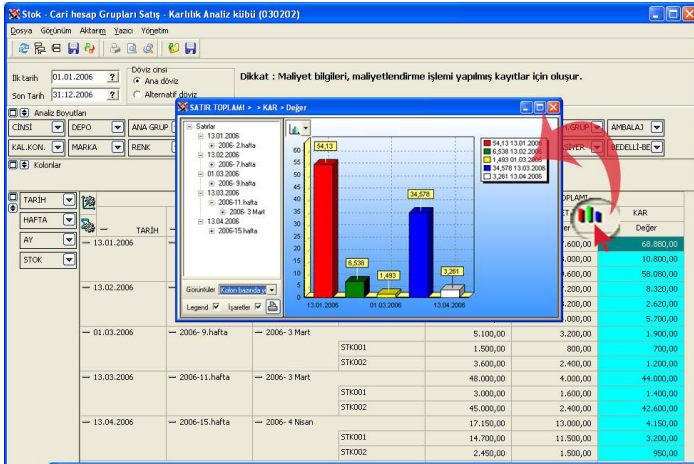 Stok - Cari hesap Grupları Satış - Karlılık Analiz kübü (030202)
Dosya Görünüm Aktarım Yazıcı Yönetim
İlk tarih 01.01.2006 ?
Son Tarih 31.12.2006 ?
Döviz cinsi
Ana döviz
Alternatif döviz
Dikkat : Maliyet bilgileri, maliyetlendirme işlemi yapılmış kayıtlar için oluşur.
Analiz Boyutları
CİNSİ DEPO ANA GRUP AMBALAJ
KAL.KON. MARKA RENK BEDELLİ-BE
Kolonlar
SATIR TOPLAMI > > KAR > Değer
Satırlar
13.01.2006
2006- 2.hafta
13.02.2006
2006- 7.hafta
01.03.2006
2006- 9.hafta
13.03.2006
2006-11.hafta
2006- 3 Mart
13.04.2006
2006-15.hafta
Görüntüler Kolon bazında
Legend İşaretler
60
55
50
45
40
35
30
25
20
15
10
5
0
54,13
6,538
1,493
34,578
3,261
13.01.2006 01.03.2006 13.04.2006
54,13 13.01.2006
6,538 13.02.2006
1,493 01.03.2006
34,578 13.03.2006
3,261 13.04.2006
TARİH
HAFTA
AY
STOK
TARİH
KAR
Değer
13.01.2006 7.600,00 68.880,00
10.800,00
58.080,00
13.02.2006 8.320,00
2.620,00
5.700,00
01.03.2006 2006- 9.hafta 2006- 3 Mart 5.100,00 3.200,00 1.900,00
STK001 1.500,00 800,00 700,00
STK002 3.600,00 2.400,00 1.200,00
13.03.2006 2006-11.hafta 2006- 3 Mart 48.000,00 4.000,00 44.000,00
STK001 3.000,00 1.600,00 1.400,00
STK002 45.000,00 2.400,00 42.600,00
13.04.2006 2006-15.hafta 2006- 4 Nisan 17.150,00 13.000,00 4.150,00
STK001 14.700,00 11.500,00 3.200,00
STK002 2.450,00 1.500,00 950,00